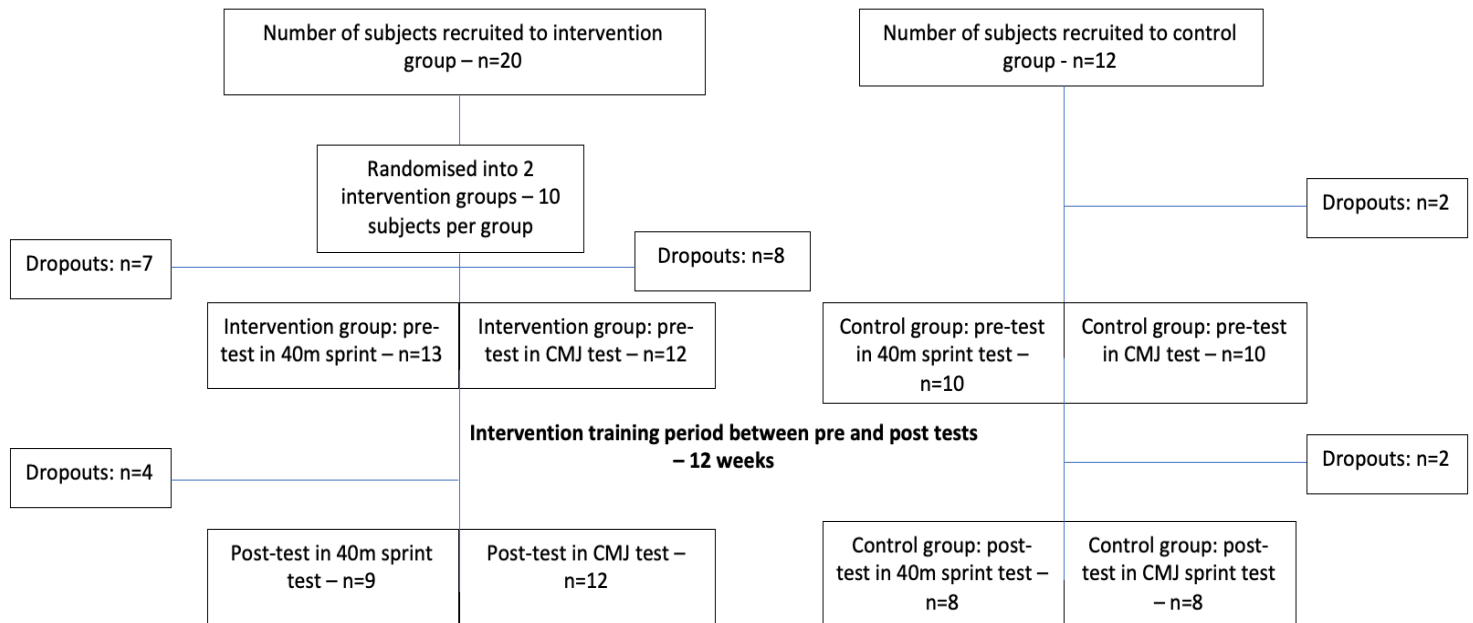 Number of subjects recruited to intervention
group – n=20
Number of subjects recruited to control
group - n=12
Randomised into 2
intervention groups – 10
subjects per group
Dropouts: n=2
Dropouts: n=7
Dropouts: n=8
Intervention group: pre-
test in 40m sprint – n=13
Intervention group: pre-
test in CMJ test – n=12
Control group: pre-test
in 40m sprint test –
n=10
Control group: pre-test
in CMJ test – n=10
Intervention training period between pre and post tests
– 12 weeks
Dropouts: n=4
Dropouts: n=2
Post-test in 40m sprint
test – n=9
Post-test in CMJ test –
n=12
Control group: post-
test in 40m sprint test –
n=8
Control group: post-
test in CMJ sprint test
– n=8